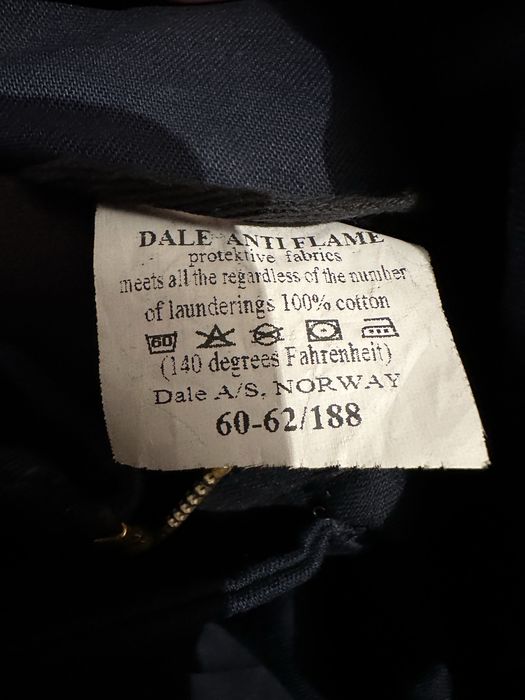 DALE ANTI FLAME
protektive fabrics
meets all the regardless of the number
of launderings 100% cotton
60
(140 degrees Fahrenheit)
Dale A/S, NORWAY
60-62/188